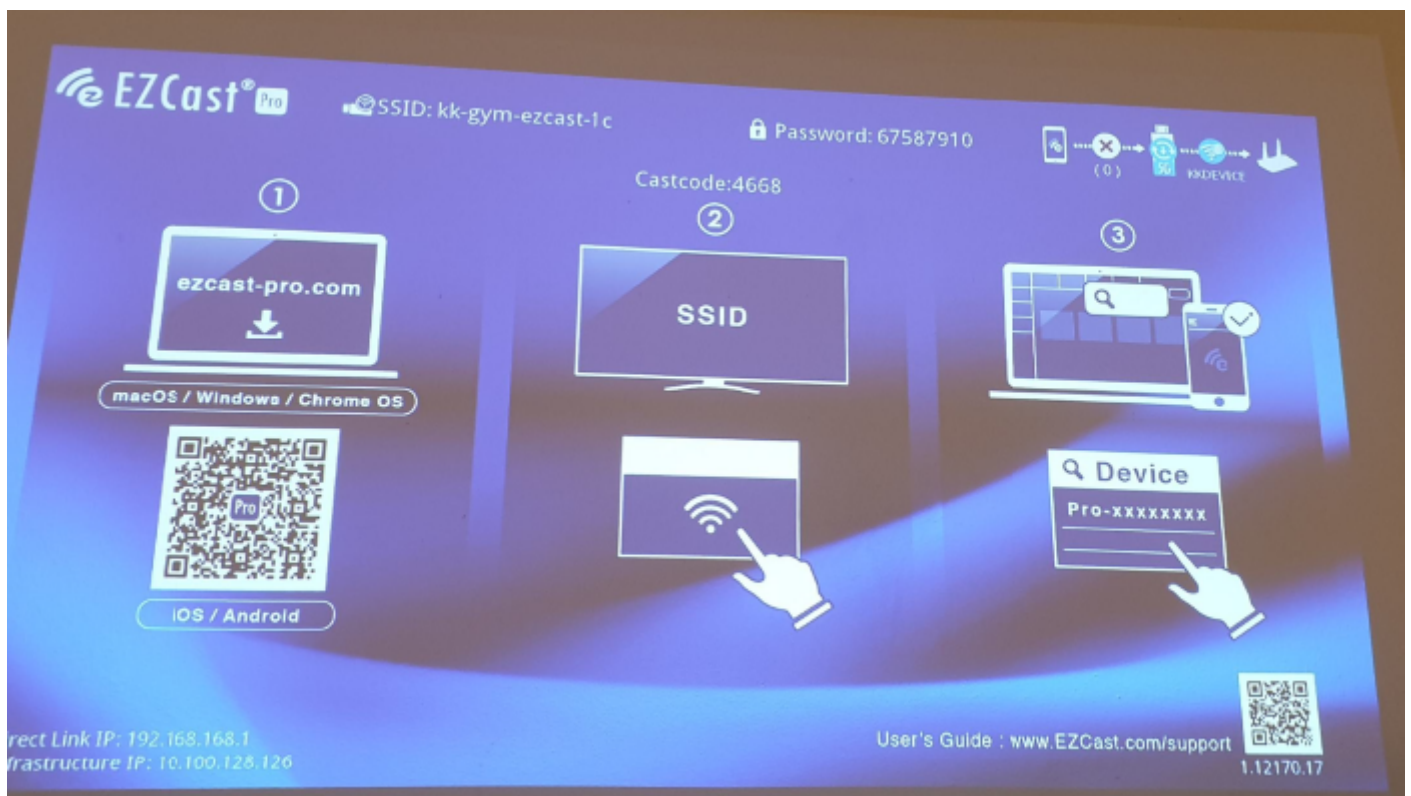 EZCast® Pro
SSID: kk-gym-ezcast-1c
Password: 67587910
(0)
5G
KKDEVICE
Castcode:4668
1
2
3
ezcast-pro.com
SSID
macOS / Windows / Chrome OS
Pro
Device
Pro-xxxxxxxx
iOS / Android
rect Link IP: 192.168.168.1
frastructure IP: 10.100.128.126
User's Guide : www.EZCast.com/support
1.12170.17